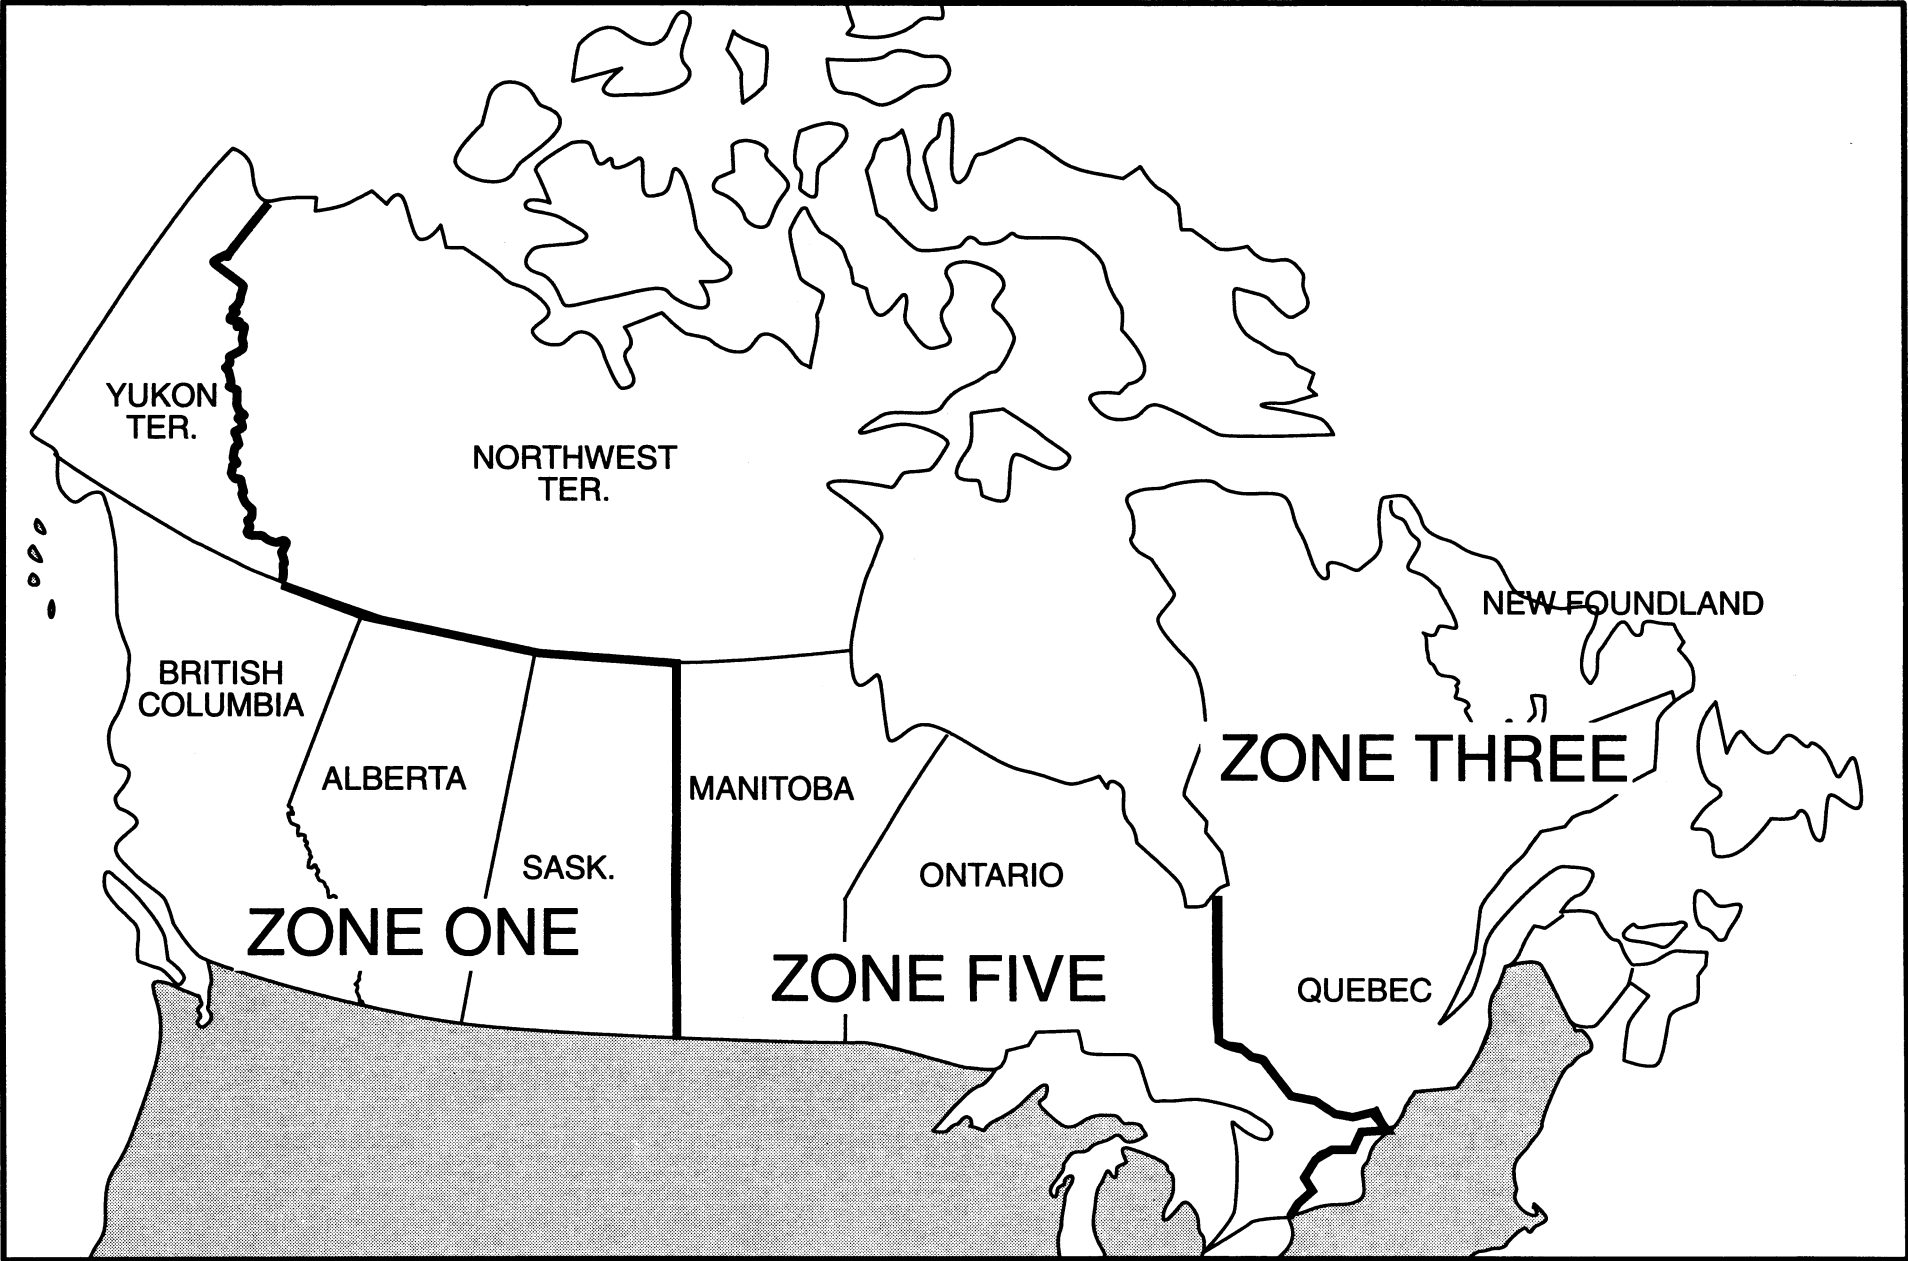 YUKON
TER.
NORTHWEST
TER.
NEW FOUNDLAND
BRITISH
COLUMBIA
ZONE THREE
ALBERTA
MANITOBA
SASK.
ONTARIO
ZONE ONE
ZONE FIVE
QUEBEC